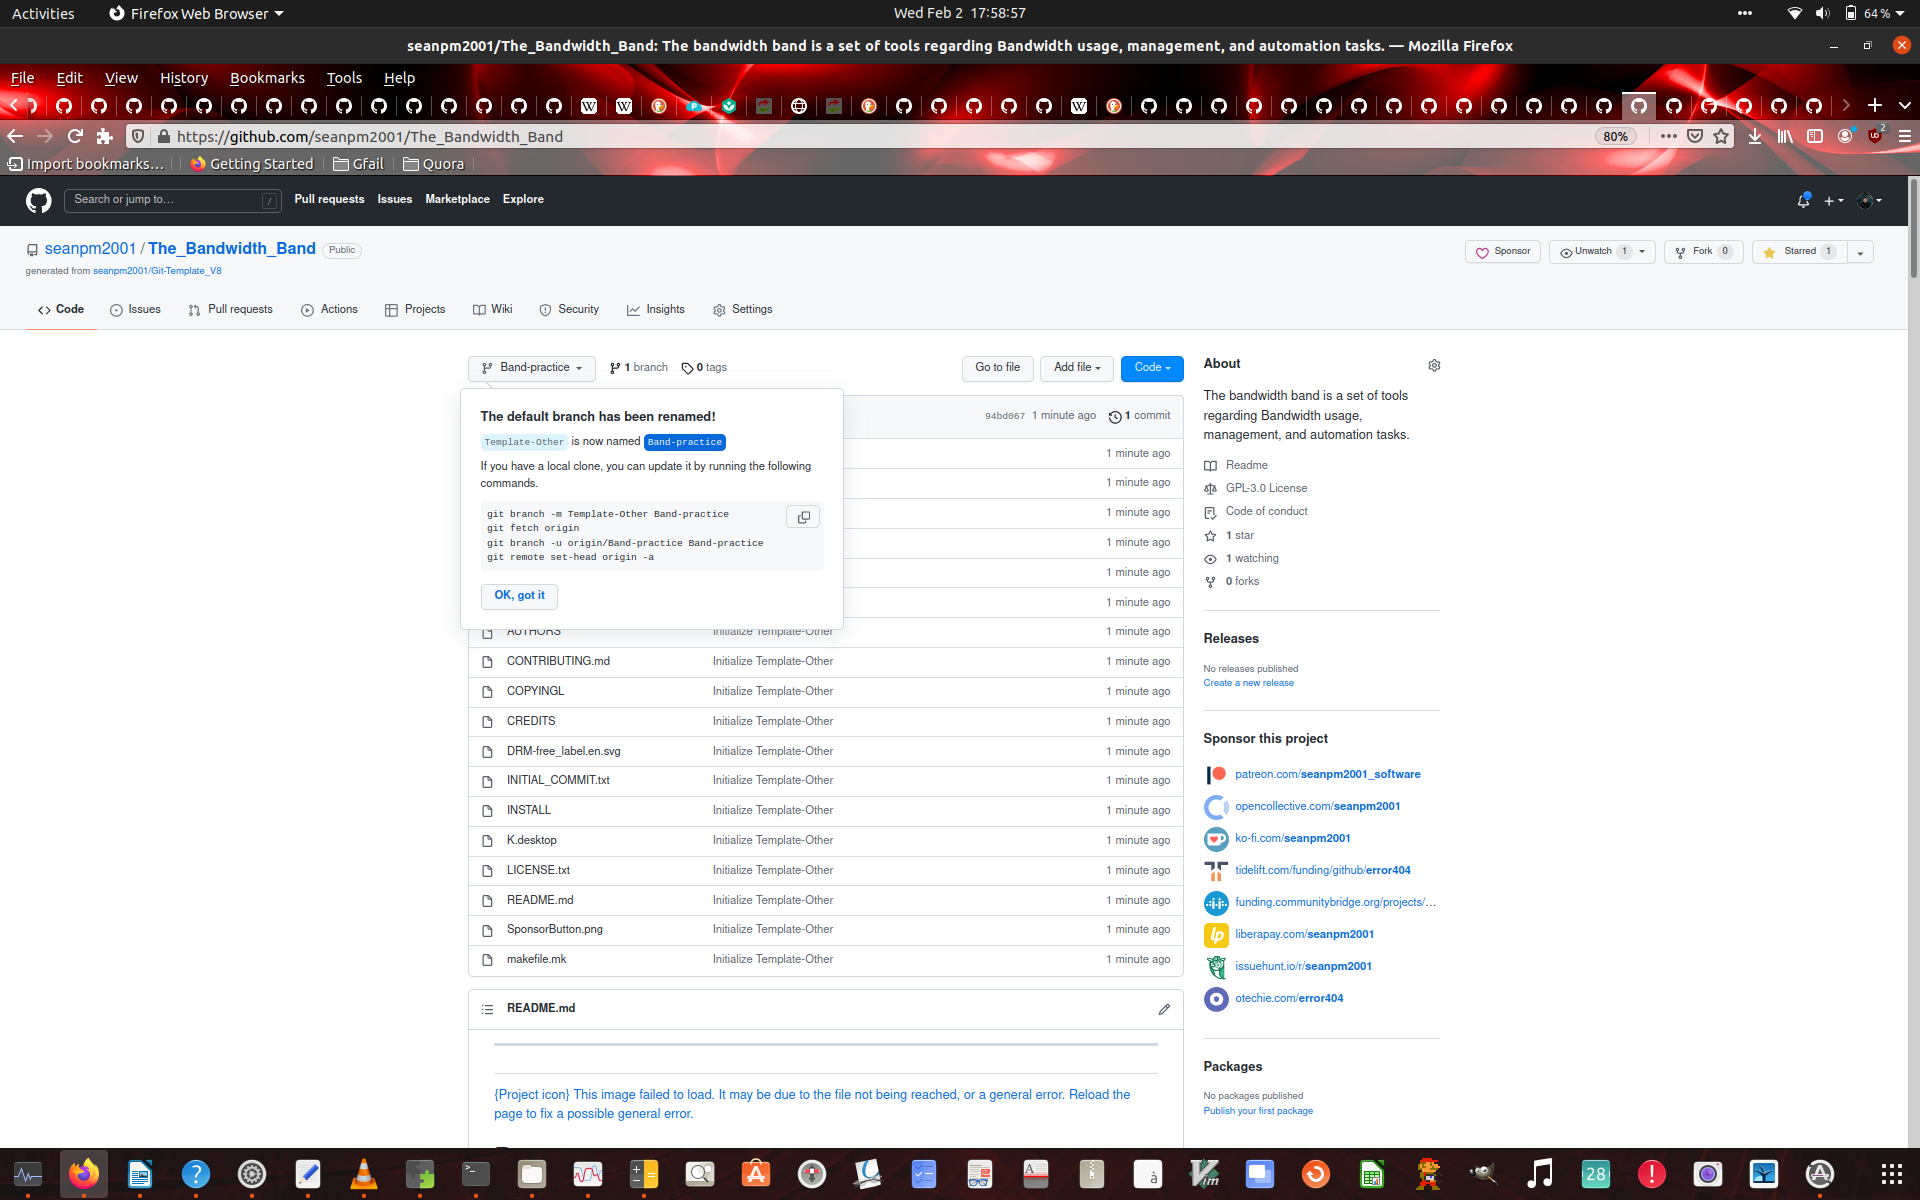 Activities
Firefox Web Browser
Wed Feb 2 17:58:57
64 %
seanpm2001/The_Bandwidth_Band: The bandwidth band is a set of tools regarding Bandwidth usage, management, and automation tasks. — Mozilla Firefox
File Edit View History Bookmarks Tools Help
https://github.com/seanpm2001/The_Bandwidth_Band
80%
2
Import bookmarks...
Getting Started
Gfail
Quora
Search or jump to...
/
Pull requests Issues Marketplace Explore
seanpm2001 / The_Bandwidth_Band Public
generated from seanpm2001/Git-Template_V8
Sponsor
Unwatch 1
Fork 0
Starred 1
Code
Issues
Pull requests
Actions
Projects
Wiki
Security
Insights
Settings
Band-practice
1 branch
0 tags
Go to file
Add file
Code
The default branch has been renamed!
Template-Other is now named Band-practice
If you have a local clone, you can update it by running the following
commands.
git branch -m Template-Other Band-practice
git fetch origin
git branch -u origin/Band-practice Band-practice
git remote set-head origin -a
OK, got it
94bd067 1 minute ago 1 commit
1 minute ago
1 minute ago
1 minute ago
1 minute ago
1 minute ago
1 minute ago
AUTHORS Initialize Template-Other 1 minute ago
CONTRIBUTING.md Initialize Template-Other 1 minute ago
COPYINGL Initialize Template-Other 1 minute ago
CREDITS Initialize Template-Other 1 minute ago
DRM-free_label.en.svg Initialize Template-Other 1 minute ago
INITIAL_COMMIT.txt Initialize Template-Other 1 minute ago
INSTALL Initialize Template-Other 1 minute ago
K.desktop Initialize Template-Other 1 minute ago
LICENSE.txt Initialize Template-Other 1 minute ago
README.md Initialize Template-Other 1 minute ago
SponsorButton.png Initialize Template-Other 1 minute ago
makefile.mk Initialize Template-Other 1 minute ago
README.md
{Project icon} This image failed to load. It may be due to the file not being reached, or a general error. Reload the
page to fix a possible general error.
About
The bandwidth band is a set of tools
regarding Bandwidth usage,
management, and automation tasks.
Readme
GPL-3.0 License
Code of conduct
1 star
1 watching
0 forks
Releases
No releases published
Create a new release
Sponsor this project
patreon.com/seanpm2001_software
opencollective.com/seanpm2001
ko-fi.com/seanpm2001
tidelift.com/funding/github/error404
funding.communitybridge.org/projects/...
lp
liberapay.com/seanpm2001
issuehunt.io/r/seanpm2001
otechie.com/error404
Packages
No packages published
Publish your first package
28